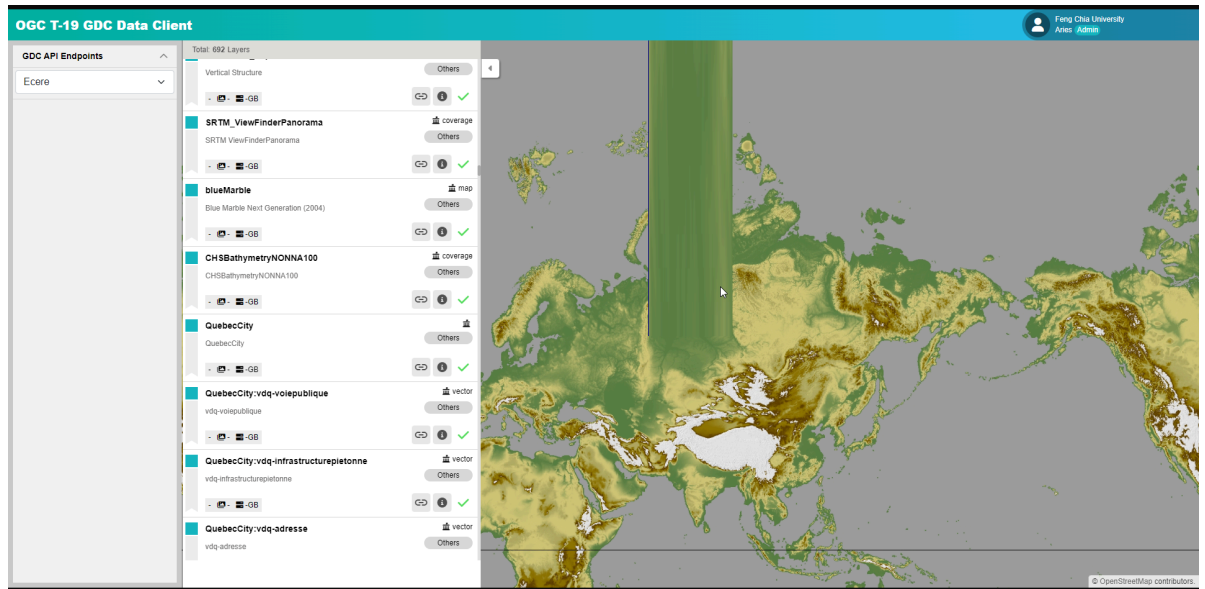 OGC T-19 GDC Data Client
Feng Chia University
Aries Admin
GDC API Endpoints
Ecere
Total: 692 Layers
Vertical Structure
Others
- - -GB
SRTM_ViewFinderPanorama
coverage
SRTM ViewFinderPanorama
Others
- - -GB
blueMarble
map
Blue Marble Next Generation (2004)
Others
- - -GB
CHSBathymetryNONNA100
coverage
CHSBathymetryNONNA100
Others
- - -GB
QuebecCity
QuebecCity
Others
- - -GB
QuebecCity:vdq-voiepublique
vector
vdq-voiepublique
Others
- - -GB
QuebecCity:vdq-infrastructurepietonne
vector
vdq-infrastructurepietonne
Others
- - -GB
QuebecCity:vdq-adresse
vector
vdq-adresse
Others
© OpenStreetMap contributors.